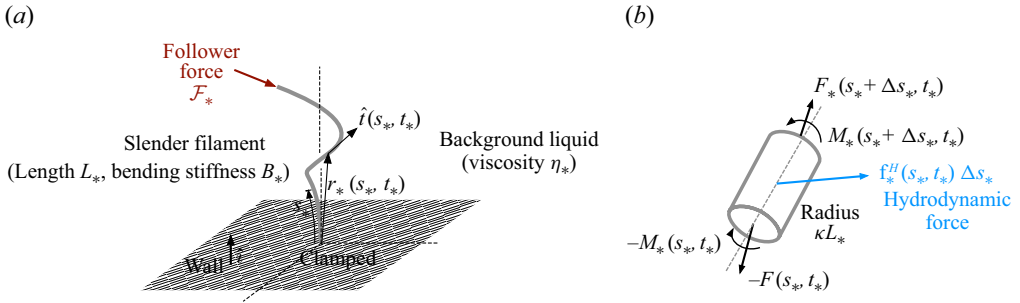 (a)
Follower
force
ℱ*
t̂(s*, t*)
Slender filament
(Length L*, bending stiffness B*)
Background liquid
(viscosity η*)
r* (s*, t*)
s*
Wall
Clamped
(b)
F* (s* + Δs*, t*)
M* (s* + Δs*, t*)
f*ᴴ(s*, t*) Δs*
Hydrodynamic
force
Radius
κL*
–M* (s*, t*)
–F (s*, t*)